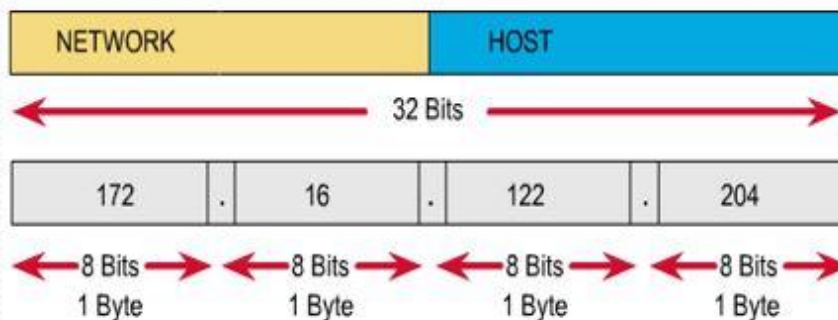 NETWORK HOST
32 Bits
172 . 16 . 122 . 204
8 Bits 8 Bits 8 Bits 8 Bits
1 Byte 1 Byte 1 Byte 1 Byte